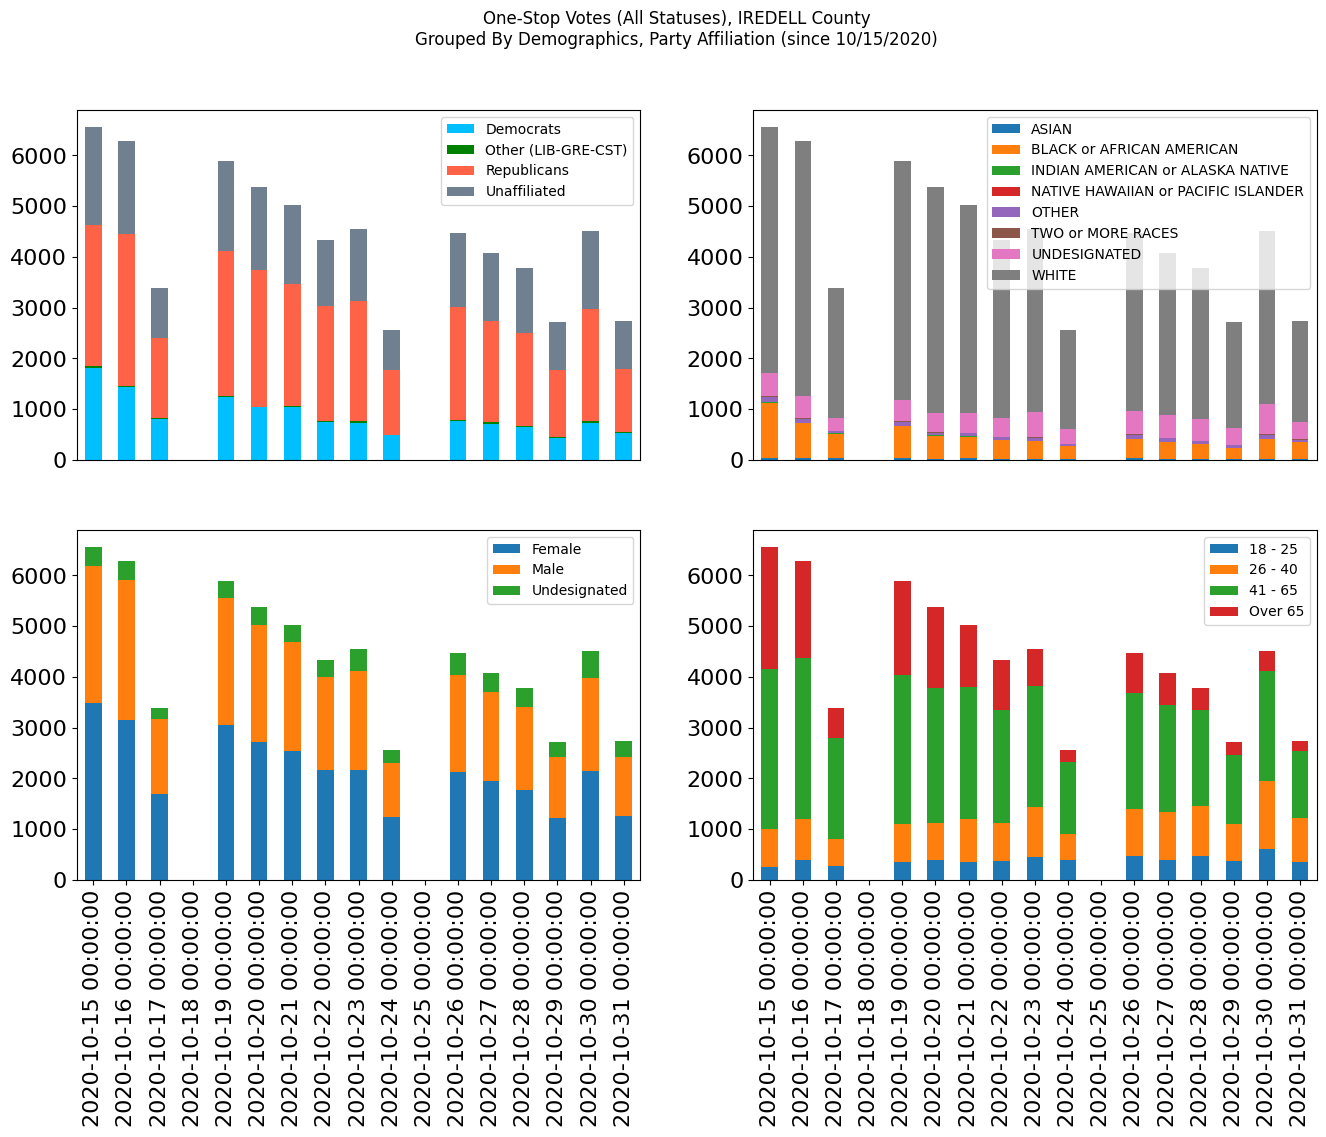 One-Stop Votes (All Statuses), IREDELL County
Grouped By Demographics, Party Affiliation (since 10/15/2020)
6000
5000
4000
3000
2000
1000
0
Democrats
Other (LIB-GRE-CST)
Republicans
Unaffiliated
6000
5000
4000
3000
2000
1000
0
ASIAN
BLACK or AFRICAN AMERICAN
INDIAN AMERICAN or ALASKA NATIVE
NATIVE HAWAIIAN or PACIFIC ISLANDER
OTHER
TWO or MORE RACES
UNDESIGNATED
WHITE
6000
5000
4000
3000
2000
1000
0
Female
Male
Undesignated
2020-10-15 00:00:00
2020-10-16 00:00:00
2020-10-17 00:00:00
2020-10-18 00:00:00
2020-10-19 00:00:00
2020-10-20 00:00:00
2020-10-21 00:00:00
2020-10-22 00:00:00
2020-10-23 00:00:00
2020-10-24 00:00:00
2020-10-25 00:00:00
2020-10-26 00:00:00
2020-10-27 00:00:00
2020-10-28 00:00:00
2020-10-29 00:00:00
2020-10-30 00:00:00
2020-10-31 00:00:00
6000
5000
4000
3000
2000
1000
0
18 - 25
26 - 40
41 - 65
Over 65
2020-10-15 00:00:00
2020-10-16 00:00:00
2020-10-17 00:00:00
2020-10-18 00:00:00
2020-10-19 00:00:00
2020-10-20 00:00:00
2020-10-21 00:00:00
2020-10-22 00:00:00
2020-10-23 00:00:00
2020-10-24 00:00:00
2020-10-25 00:00:00
2020-10-26 00:00:00
2020-10-27 00:00:00
2020-10-28 00:00:00
2020-10-29 00:00:00
2020-10-30 00:00:00
2020-10-31 00:00:00